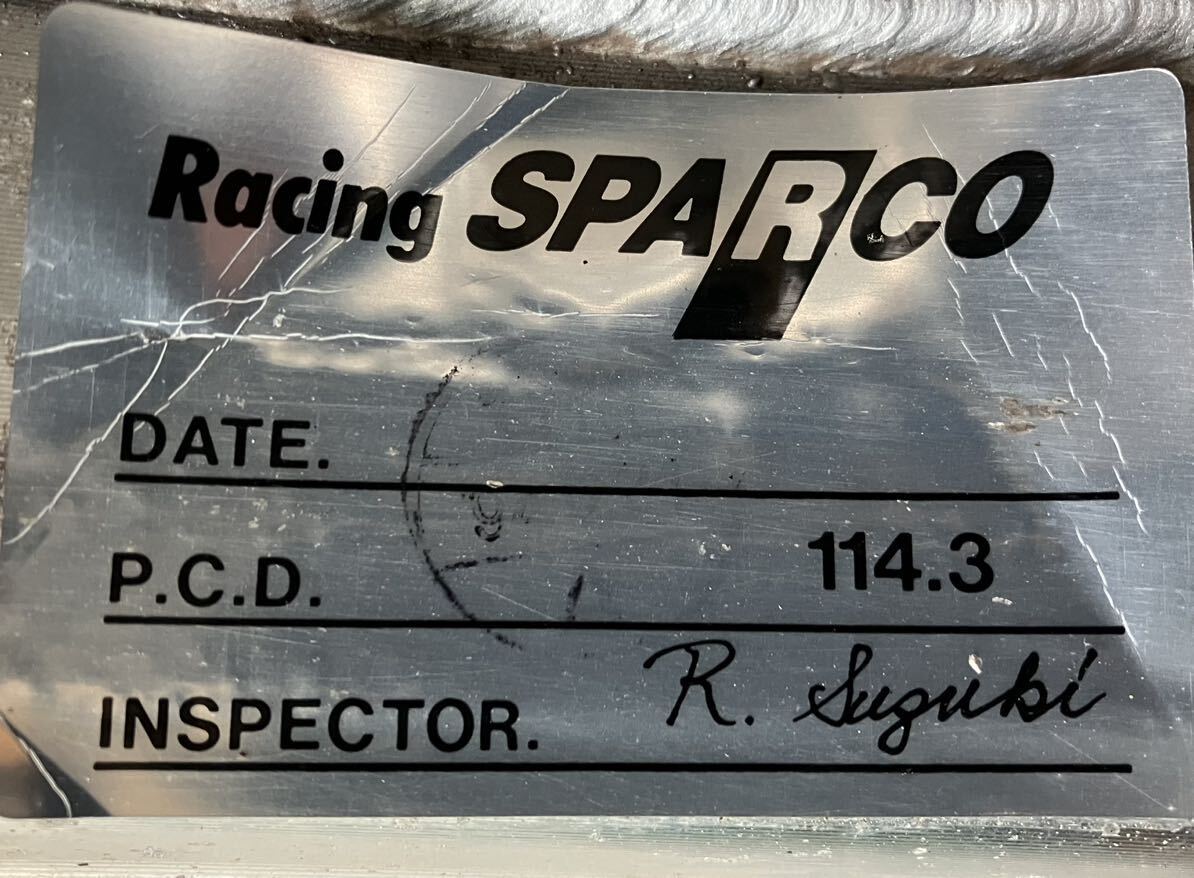 Racing SPARCO
DATE.
P.C.D. 114.3
INSPECTOR. R. Suzuki